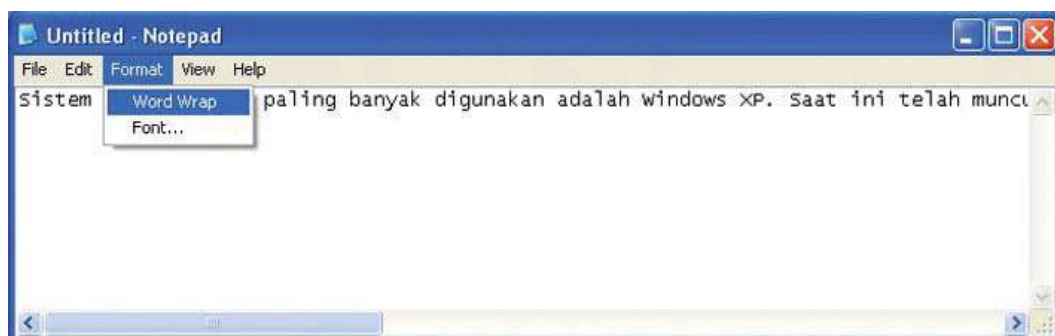 Untitled - Notepad
File Edit Format View Help
Sistem paling banyak digunakan adalah Windows XP. Saat ini telah
Word Wrap
Font...